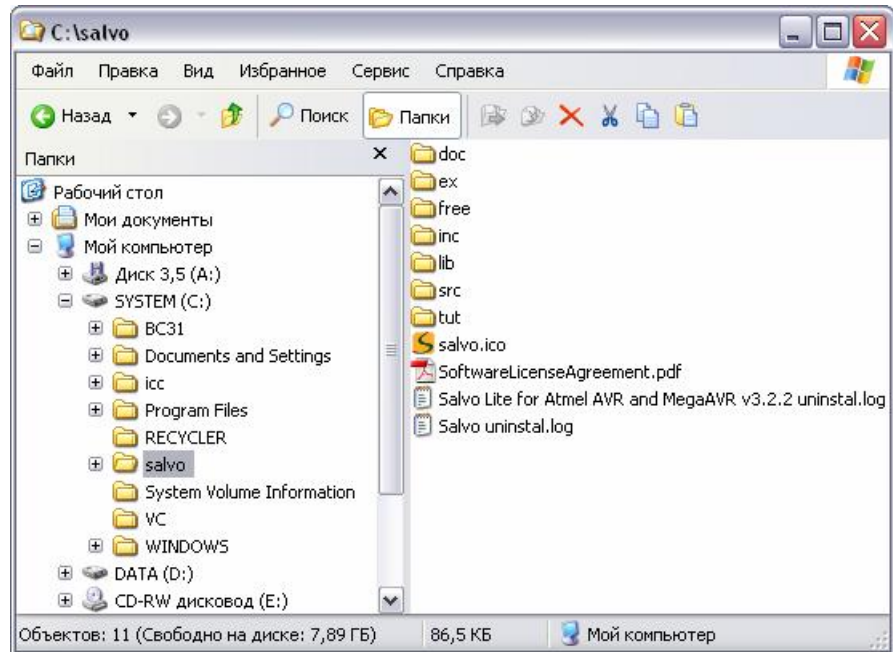 C:\salvo
Файл Правка Вид Избранное Сервис Справка
Назад Поиск Папки
Папки
Рабочий стол
Мои документы
Мой компьютер
Диск 3,5 (A:)
SYSTEM (C:)
BC31
Documents and Settings
icc
Program Files
RECYCLER
salvo
System Volume Information
VC
WINDOWS
DATA (D:)
CD-RW дисковод (E:)
doc
ex
free
inc
lib
src
tut
salvo.ico
SoftwareLicenseAgreement.pdf
Salvo Lite for Atmel AVR and MegaAVR v3.2.2 uninstal.log
Salvo uninstal.log
Объектов: 11 (Свободно на диске: 7,89 ГБ) 86,5 КБ Мой компьютер